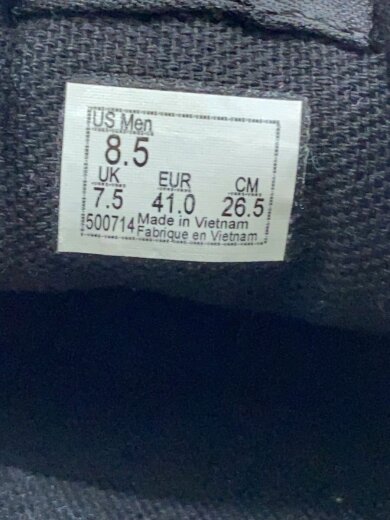 US Men
8.5
UK EUR CM
7.5 41.0 26.5
500714 Made in Vietnam
Fabrique en Vietnam